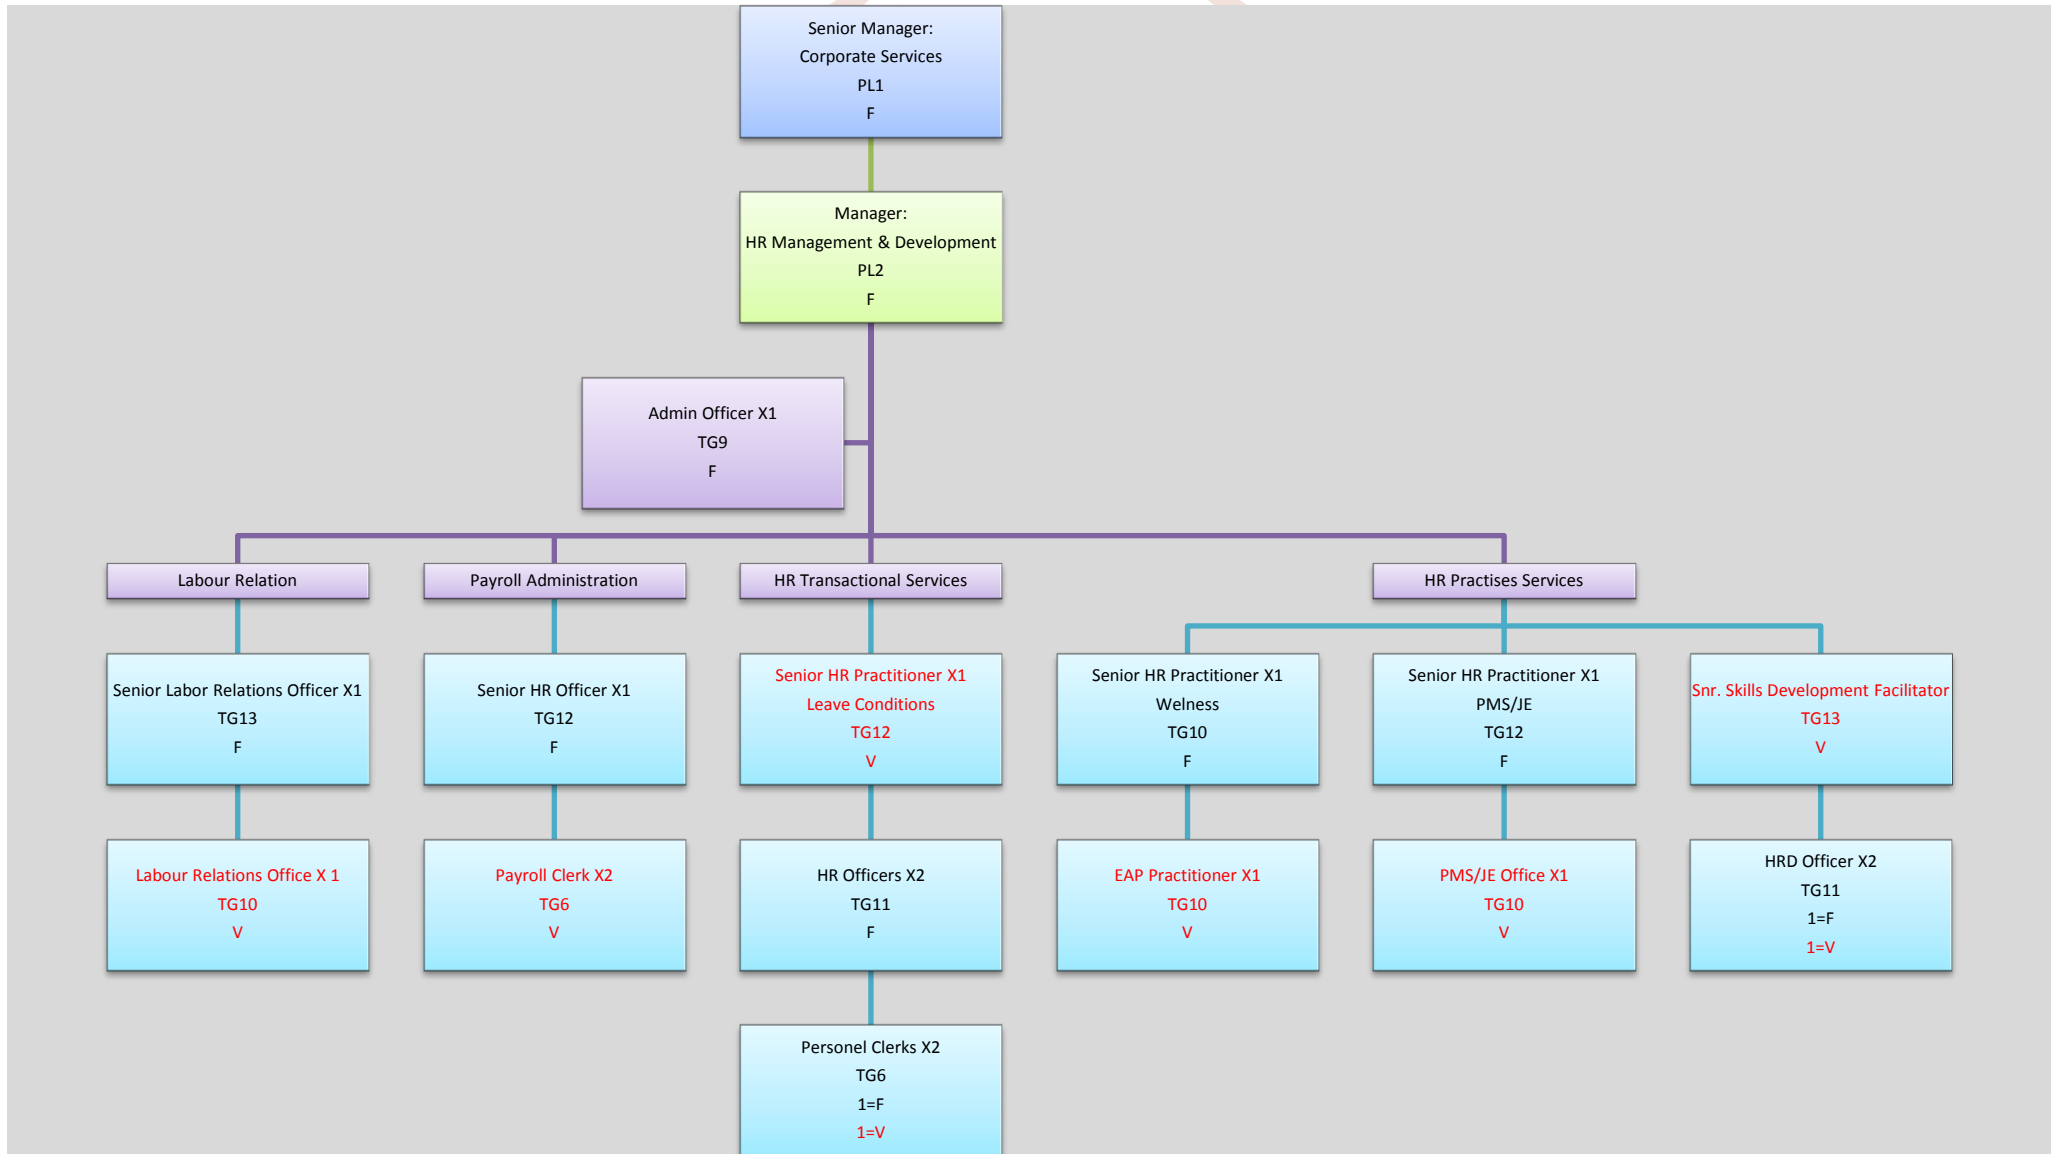 Senior Manager:
Corporate Services
PL1
F
Manager:
HR Management & Development
PL2
F
Admin Officer X1
TG9
F
Labour Relation
Payroll Administration
HR Transactional Services
HR Practises Services
Senior Labor Relations Officer X1
TG13
F
Senior HR Officer X1
TG12
F
Senior HR Practitioner X1
Leave Conditions
TG12
V
Senior HR Practitioner X1
Welness
TG10
F
Senior HR Practitioner X1
PMS/JE
TG12
F
Snr. Skills Development Facilitator
TG13
V
Labour Relations Office X 1
TG10
V
Payroll Clerk X2
TG6
V
HR Officers X2
TG11
F
EAP Practitioner X1
TG10
V
PMS/JE Office X1
TG10
V
HRD Officer X2
TG11
1=F
1=V
Personel Clerks X2
TG6
1=F
1=V